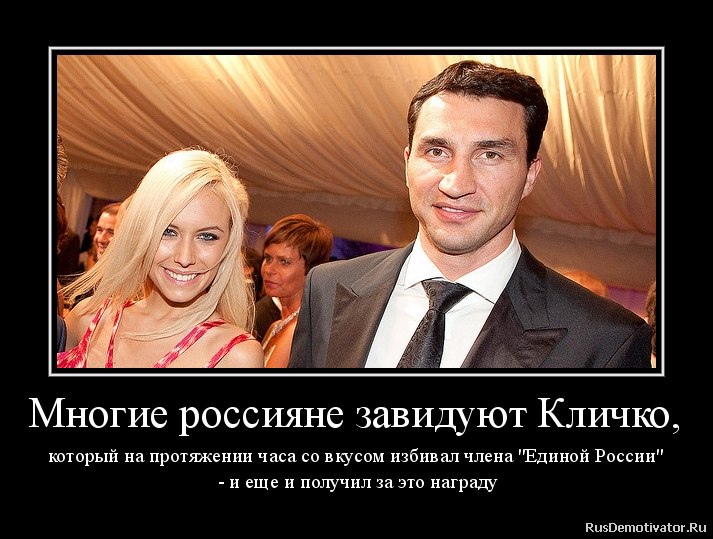 Многие россияне завидуют Кличко,
который на протяжении часа со вкусом избивал члена "Единой России"
- и еще и получил за это награду
RusDemotivator.Ru